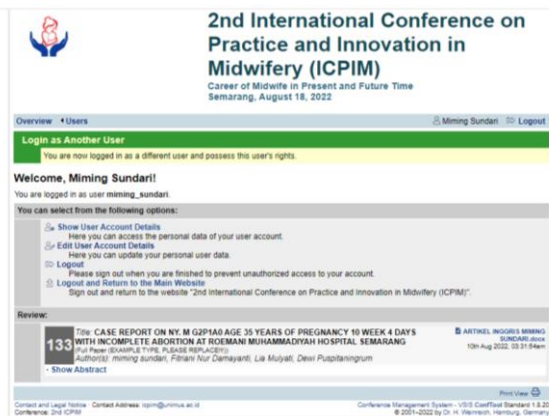 2nd International Conference on
Practice and Innovation in
Midwifery (ICPIM)
Career of Midwife in Present and Future Time
Semarang, August 18, 2022
Overview Users Miming Sundari Logout
Login as Another User
You are now logged in as a different user and possess this user's rights.
Welcome, Miming Sundari!
You are logged in as user miming_sundari.
You can select from the following options:
Show User Account Details
Here you can access the personal data of your user account.
Edit User Account Details
Here you can update your personal user data.
Logout
Please sign out when you are finished to prevent unauthorized access to your account.
Logout and Return to the Main Website
Sign out and return to the website "2nd International Conference on Practice and Innovation in Midwifery (ICPIM)".
Review:
133
Title: CASE REPORT ON NY. M G2P1A0 AGE 35 YEARS OF PREGNANCY 10 WEEK 4 DAYS
WITH INCOMPLETE ABORTION AT ROEMANI MUHAMMADIYAH HOSPITAL SEMARANG
(Full Paper (EXAMPLE TYPE, PLEASE REPLACE!!!))
Author(s): miming sundari, Fitriani Nur Damayanti, Lia Mulyati, Dewi Puspitaningrum
Show Abstract
ARTIKEL INGGRIS MIMING
SUNDARI.docx
10th Aug 2022, 03:31:54am
Print View
Contact and Legal Notice Contact Address: icpim@unimus.ac.id
Conference: 2nd ICPIM
Conference Management System - VSIS ConfTool Standard 1.8.20
© 2001–2022 by Dr. H. Weinreich, Hamburg, Germany